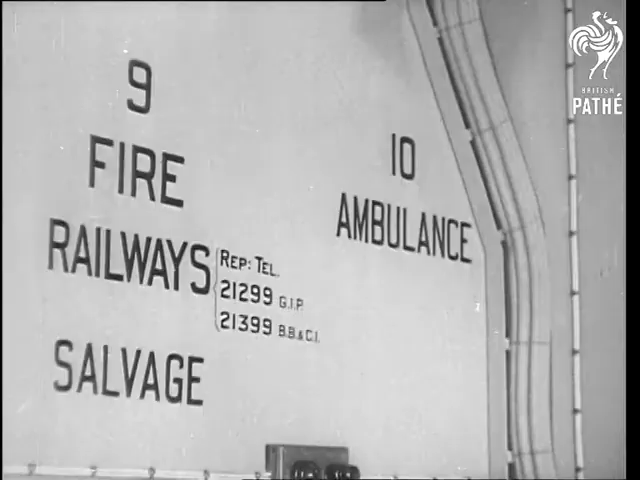 9
FIRE
RAILWAYS
REP: TEL.
21299 G.I.P.
21399 B.B.& C.I.
SALVAGE
10
AMBULANCE
BRITISH
PATHÉ